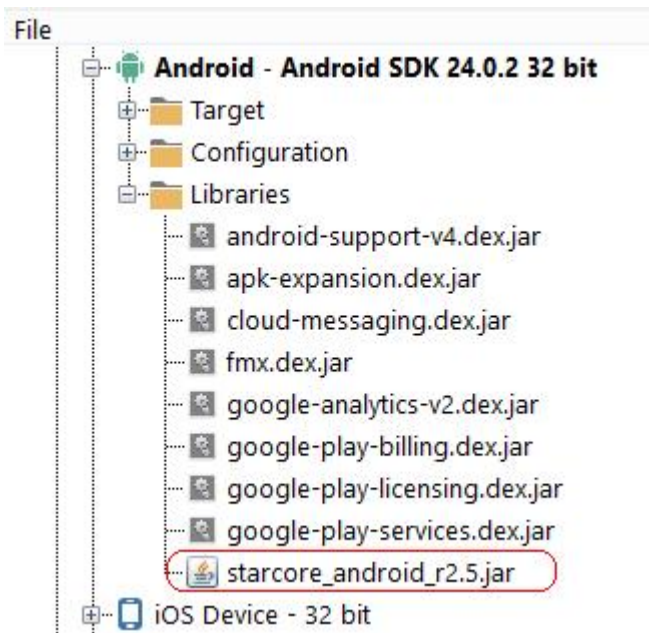 File
Android - Android SDK 24.0.2 32 bit
Target
Configuration
Libraries
android-support-v4.dex.jar
apk-expansion.dex.jar
cloud-messaging.dex.jar
fmx.dex.jar
google-analytics-v2.dex.jar
google-play-billing.dex.jar
google-play-licensing.dex.jar
google-play-services.dex.jar
starcore_android_r2.5.jar
iOS Device - 32 bit